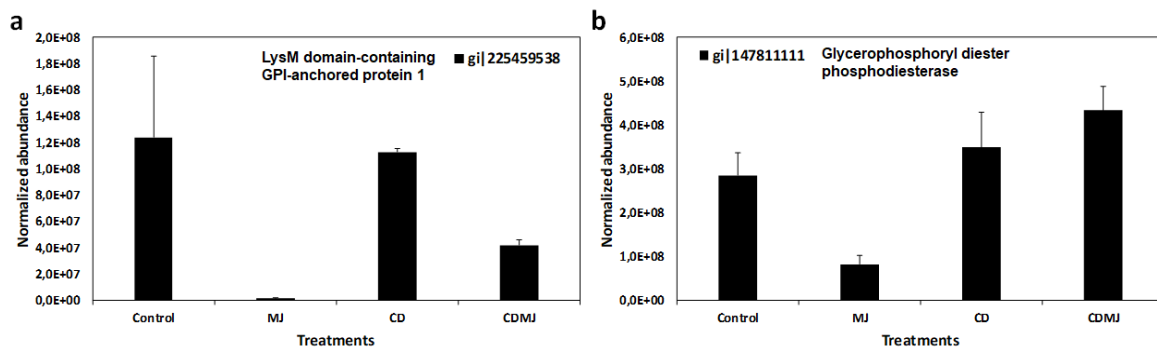 a
Normalized abundance
2,0E+08
1,8E+08
1,6E+08
1,4E+08
1,2E+08
1,0E+08
8,0E+07
6,0E+07
4,0E+07
2,0E+07
0,0E+00
LysM domain-containing
GPI-anchored protein 1
gi|225459538
Control
MJ
CD
CDMJ
Treatments
b
Normalized abundance
6,0E+08
5,0E+08
4,0E+08
3,0E+08
2,0E+08
1,0E+08
0,0E+00
gi|147811111
Glycerophosphoryl diester
phosphodiesterase
Control
MJ
CD
CDMJ
Treatments